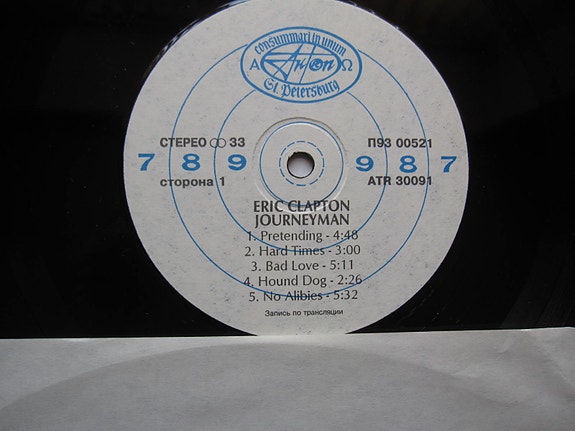 consummari in unum
Α Antrop Ω
St. Petersburg
СТЕРЕО 33
П93 00521
7 8 9 9 8 7
сторона 1
ATR 30091
ERIC CLAPTON
JOURNEYMAN
1. Pretending - 4:48
2. Hard Times - 3:00
3. Bad Love - 5:11
4. Hound Dog - 2:26
5. No Alibies - 5:32
Запись по трансляции